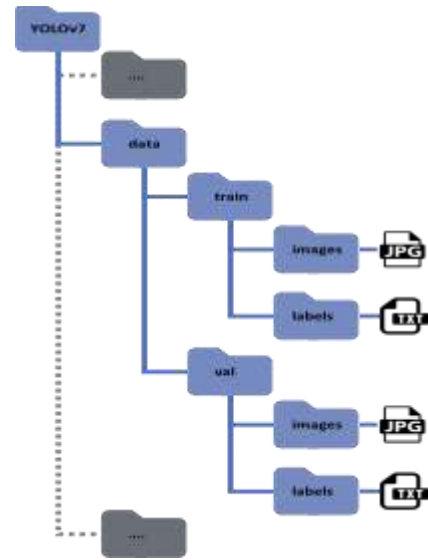 YOLOv7
....
data
train
images
JPG
labels
TXT
val
images
JPG
labels
TXT
....